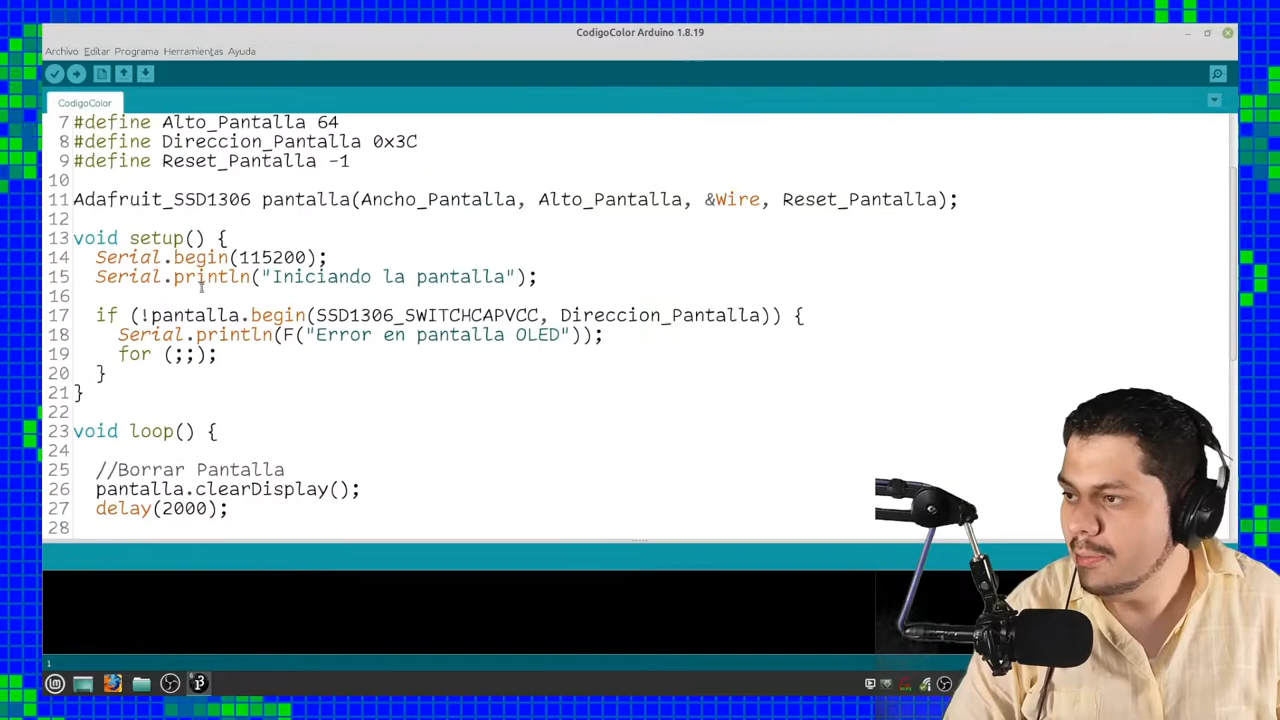 CodigoColor Arduino 1.8.19
Archivo Editar Programa Herramientas Ayuda
CodigoColor
7 #define Alto_Pantalla 64
8 #define Direccion_Pantalla 0x3C
9 #define Reset_Pantalla -1
10
11 Adafruit_SSD1306 pantalla(Ancho_Pantalla, Alto_Pantalla, &Wire, Reset_Pantalla);
12
13 void setup() {
14 Serial.begin(115200);
15 Serial.println("Iniciando la pantalla");
16
17 if (!pantalla.begin(SSD1306_SWITCHCAPVCC, Direccion_Pantalla)) {
18 Serial.println(F("Error en pantalla OLED"));
19 for (;;);
20 }
21 }
22
23 void loop() {
24
25 //Borrar Pantalla
26 pantalla.clearDisplay();
27 delay(2000);
28
1